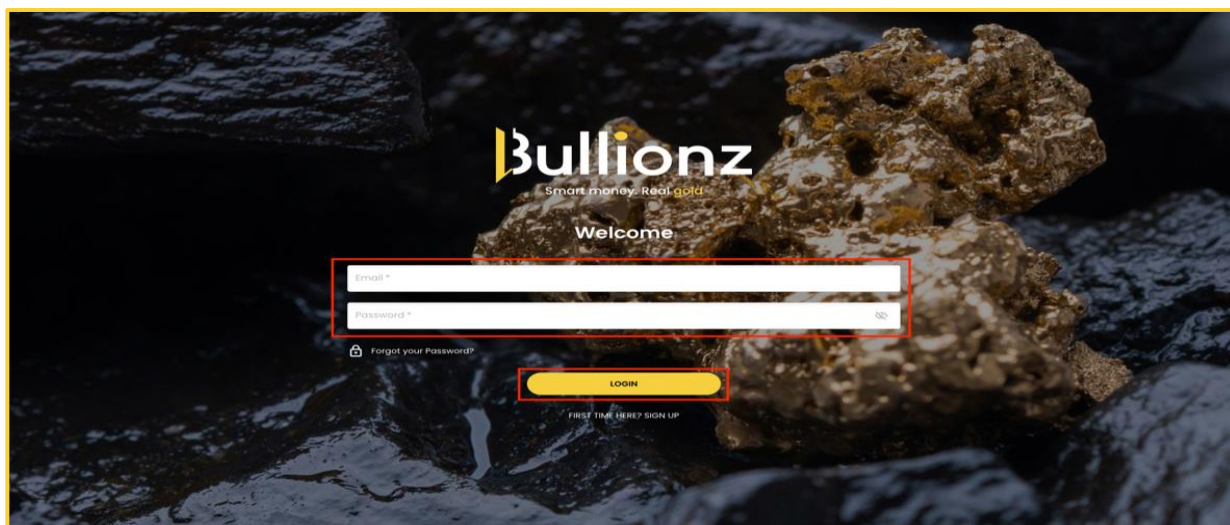 Bullionz
Smart money. Real gold
Welcome
Email *
Password *
Forgot your Password?
LOGIN
FIRST TIME HERE? SIGN UP